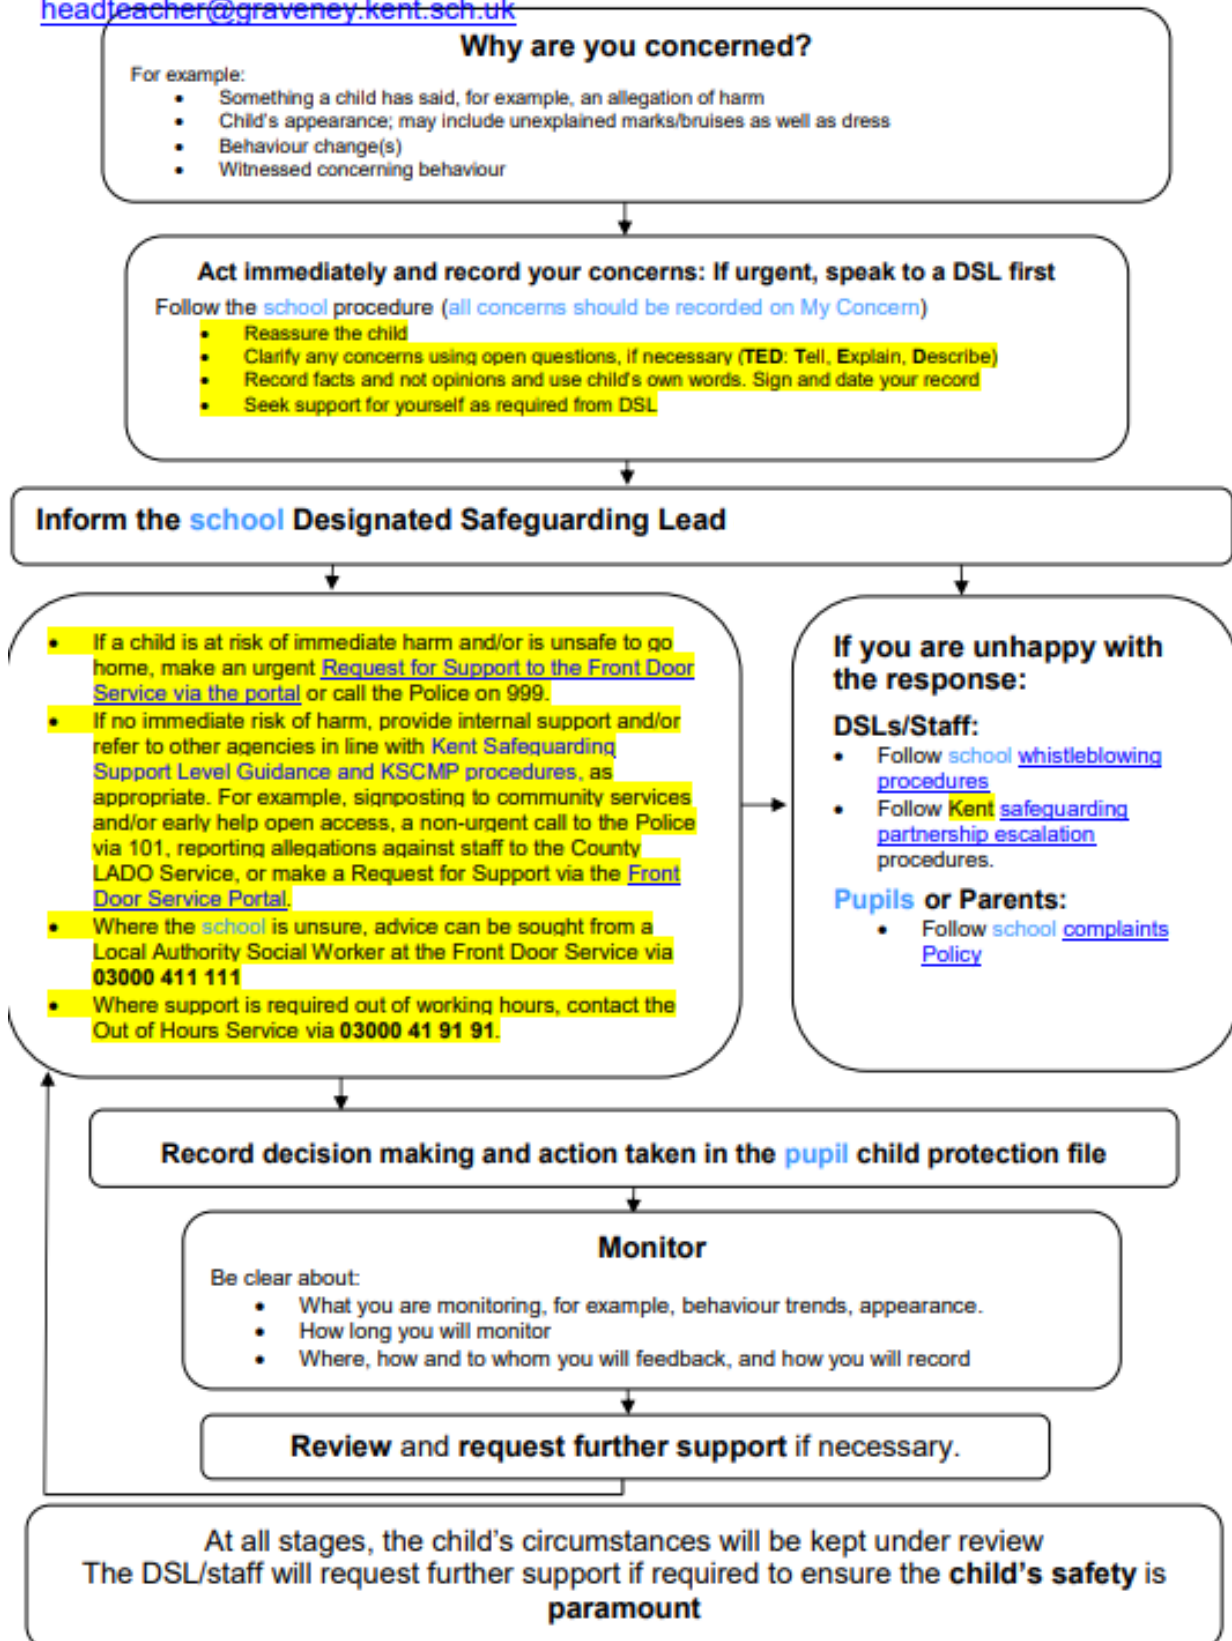 headteacher@graveney.kent.sch.uk
Why are you concerned?
For example:
• Something a child has said, for example, an allegation of harm
• Child's appearance; may include unexplained marks/bruises as well as dress
• Behaviour change(s)
• Witnessed concerning behaviour
Act immediately and record your concerns: If urgent, speak to a DSL first
Follow the school procedure (all concerns should be recorded on My Concern)
• Reassure the child
• Clarify any concerns using open questions, if necessary (TED: Tell, Explain, Describe)
• Record facts and not opinions and use child's own words. Sign and date your record
• Seek support for yourself as required from DSL
Inform the school Designated Safeguarding Lead
• If a child is at risk of immediate harm and/or is unsafe to go
home, make an urgent Request for Support to the Front Door
Service via the portal or call the Police on 999.
• If no immediate risk of harm, provide internal support and/or
refer to other agencies in line with Kent Safeguarding
Support Level Guidance and KSCMP procedures, as
appropriate. For example, signposting to community services
and/or early help open access, a non-urgent call to the Police
via 101, reporting allegations against staff to the County
LADO Service, or make a Request for Support via the Front
Door Service Portal.
• Where the school is unsure, advice can be sought from a
Local Authority Social Worker at the Front Door Service via
03000 411 111
• Where support is required out of working hours, contact the
Out of Hours Service via 03000 41 91 91.
If you are unhappy with
the response:
DSLs/Staff:
• Follow school whistleblowing
procedures
• Follow Kent safeguarding
partnership escalation
procedures.
Pupils or Parents:
• Follow school complaints
Policy
Record decision making and action taken in the pupil child protection file
Monitor
Be clear about:
• What you are monitoring, for example, behaviour trends, appearance.
• How long you will monitor
• Where, how and to whom you will feedback, and how you will record
Review and request further support if necessary.
At all stages, the child's circumstances will be kept under review
The DSL/staff will request further support if required to ensure the child's safety is
paramount